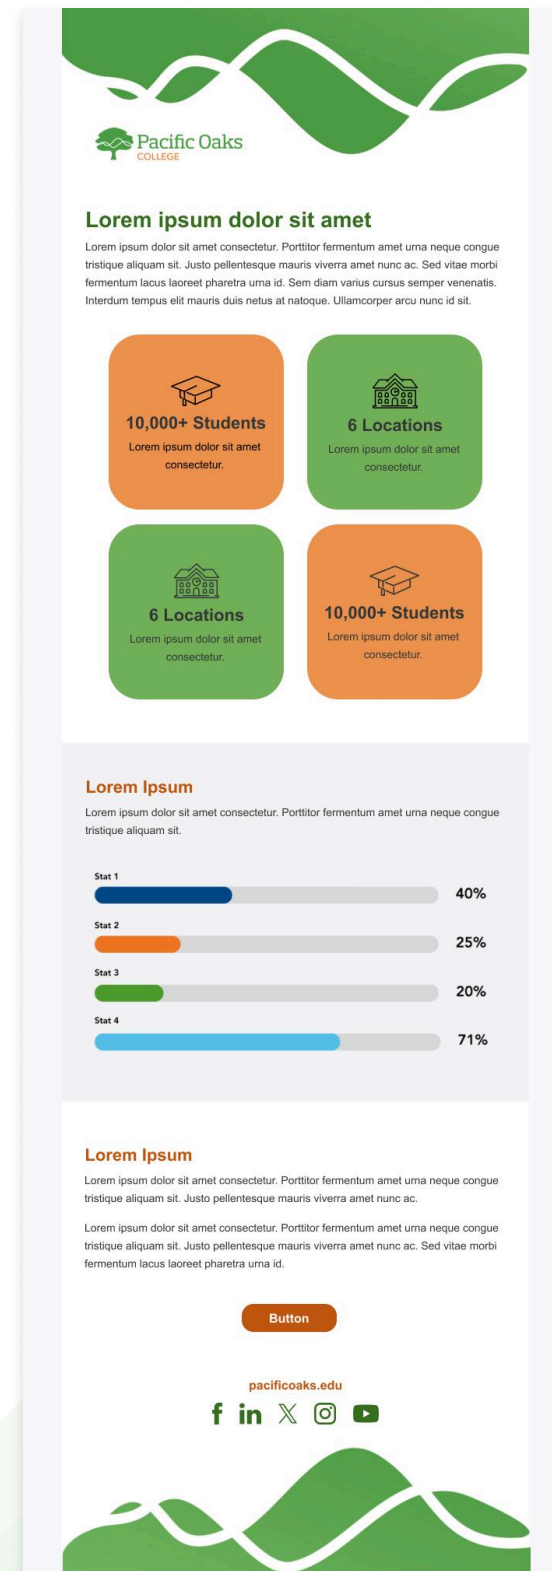 Pacific Oaks
COLLEGE
Lorem ipsum dolor sit amet
Lorem ipsum dolor sit amet consectetur. Porttitor fermentum amet urna neque congue
tristique aliquam sit. Justo pellentesque mauris viverra amet nunc ac. Sed vitae morbi
fermentum lacus laoreet pharetra urna id. Sem diam varius cursus semper venenatis.
Interdum tempus elit mauris duis netus at natoque. Ullamcorper arcu nunc id sit.
10,000+ Students
Lorem ipsum dolor sit amet
consectetur.
6 Locations
Lorem ipsum dolor sit amet
consectetur.
6 Locations
Lorem ipsum dolor sit amet
consectetur.
10,000+ Students
Lorem ipsum dolor sit amet
consectetur.
Lorem Ipsum
Lorem ipsum dolor sit amet consectetur. Porttitor fermentum amet urna neque congue
tristique aliquam sit.
Stat 1
40%
Stat 2
25%
Stat 3
20%
Stat 4
71%
Lorem Ipsum
Lorem ipsum dolor sit amet consectetur. Porttitor fermentum amet urna neque congue
tristique aliquam sit. Justo pellentesque mauris viverra amet nunc ac.
Lorem ipsum dolor sit amet consectetur. Porttitor fermentum amet urna neque congue
tristique aliquam sit. Justo pellentesque mauris viverra amet nunc ac. Sed vitae morbi
fermentum lacus laoreet pharetra urna id.
Button
pacificoaks.edu